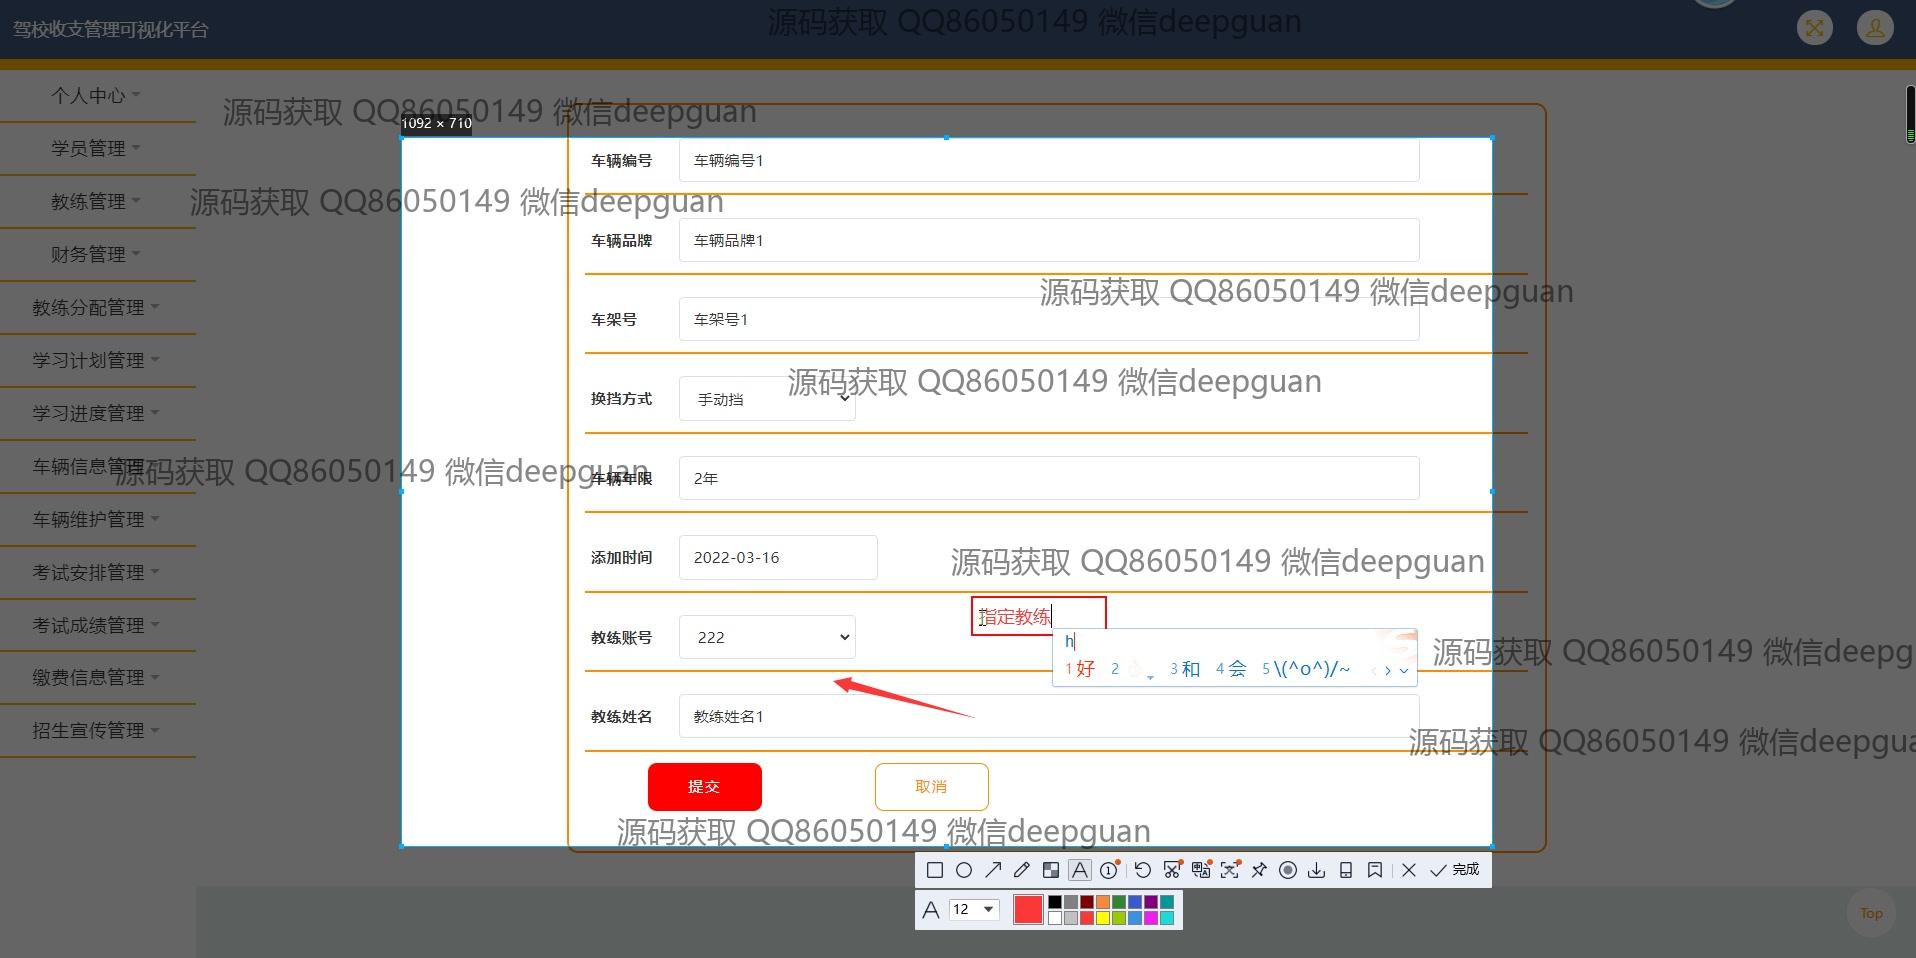 驾校收支管理可视化平台
源码获取 QQ86050149 微信deepguan
个人中心
学员管理
教练管理
财务管理
教练分配管理
学习计划管理
学习进度管理
车辆信息管理
车辆维护管理
考试安排管理
考试成绩管理
缴费信息管理
招生宣传管理
源码获取 QQ86050149 微信deepguan
1092 × 710
车辆编号 车辆编号1
源码获取 QQ86050149 微信deepguan
车辆品牌 车辆品牌1
源码获取 QQ86050149 微信deepguan
车架号 车架号1
源码获取 QQ86050149 微信deepguan
换挡方式 手动挡
源码获取 QQ86050149 微信deepguan
车辆年限 2年
添加时间 2022-03-16
源码获取 QQ86050149 微信deepguan
指定教练
教练账号 222
h
1 好 2 3 和 4 会 5 \(^o^)/~
源码获取 QQ86050149 微信deepg
教练姓名 教练姓名1
源码获取 QQ86050149 微信deepgua
提交 取消
源码获取 QQ86050149 微信deepguan
完成
12
Top